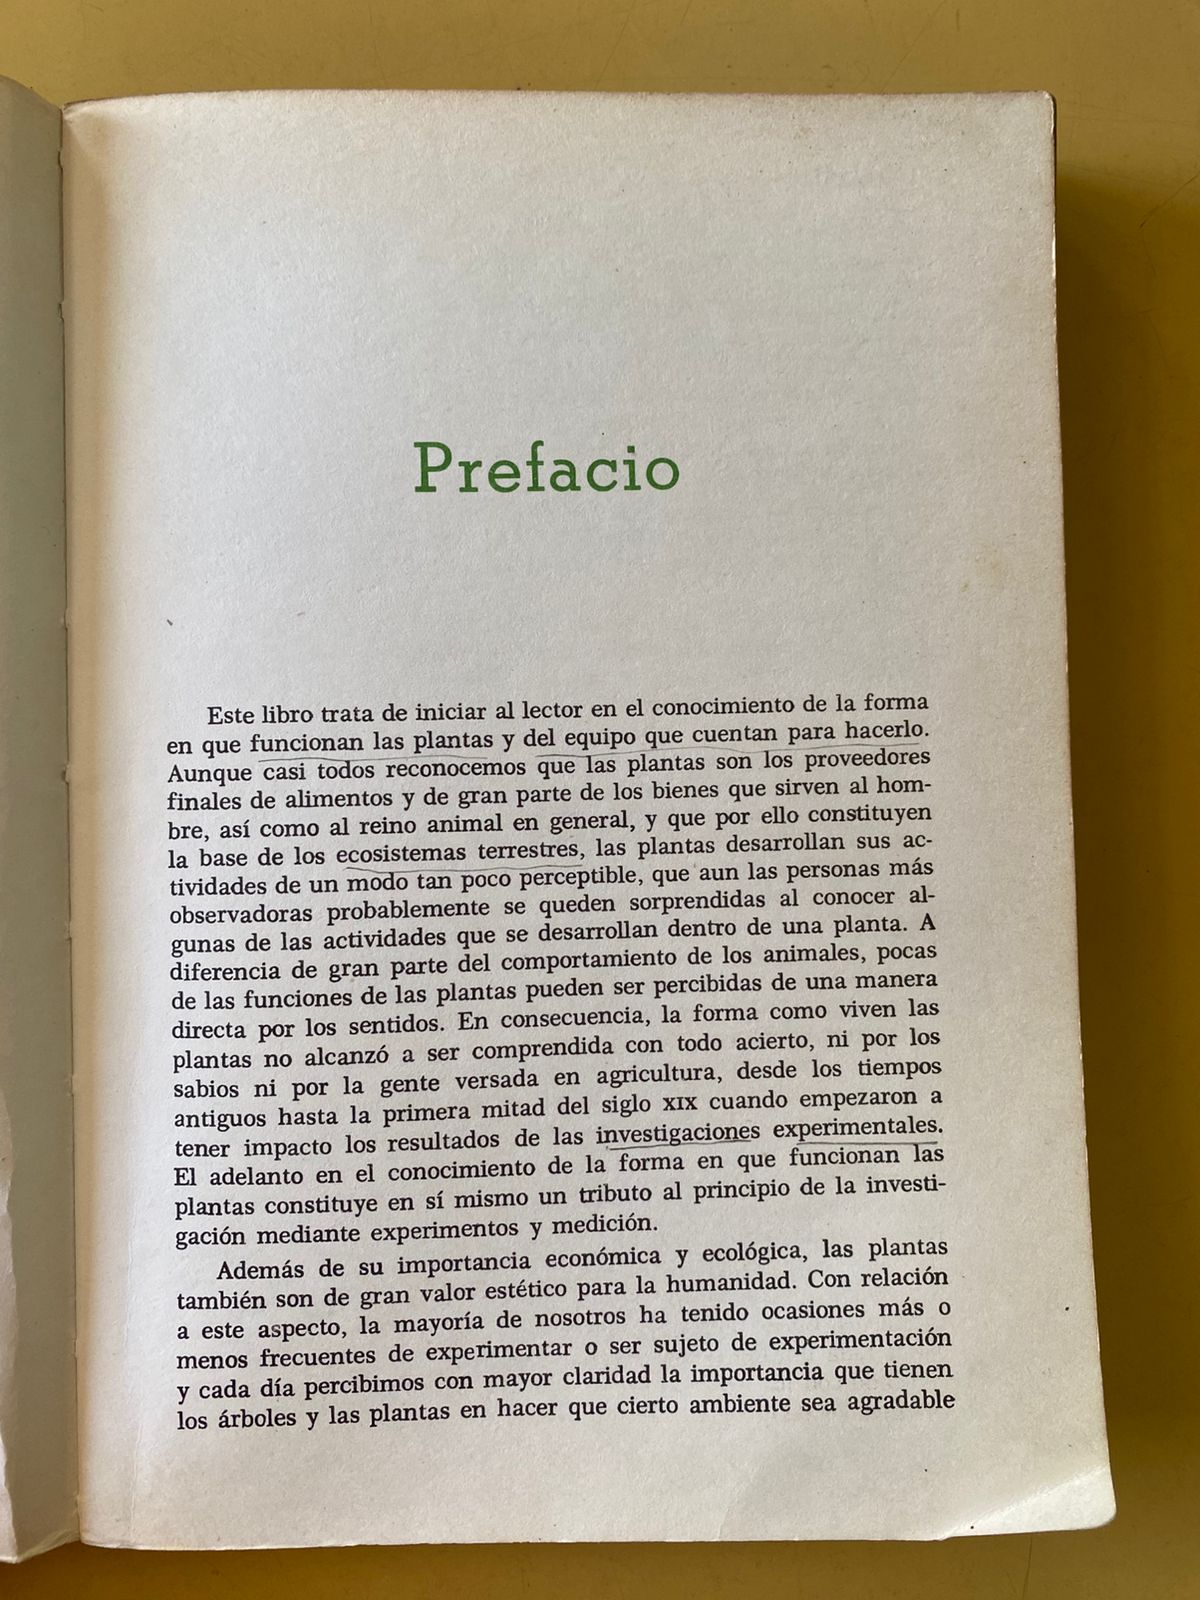 Prefacio
Este libro trata de iniciar al lector en el conocimiento de la forma
en que funcionan las plantas y del equipo que cuentan para hacerlo.
Aunque casi todos reconocemos que las plantas son los proveedores
finales de alimentos y de gran parte de los bienes que sirven al hom-
bre, así como al reino animal en general, y que por ello constituyen
la base de los ecosistemas terrestres, las plantas desarrollan sus ac-
tividades de un modo tan poco perceptible, que aun las personas más
observadoras probablemente se queden sorprendidas al conocer al-
gunas de las actividades que se desarrollan dentro de una planta. A
diferencia de gran parte del comportamiento de los animales, pocas
de las funciones de las plantas pueden ser percibidas de una manera
directa por los sentidos. En consecuencia, la forma como viven las
plantas no alcanzó a ser comprendida con todo acierto, ni por los
sabios ni por la gente versada en agricultura, desde los tiempos
antiguos hasta la primera mitad del siglo XIX cuando empezaron a
tener impacto los resultados de las investigaciones experimentales.
El adelanto en el conocimiento de la forma en que funcionan las
plantas constituye en sí mismo un tributo al principio de la investi-
gación mediante experimentos y medición.
Además de su importancia económica y ecológica, las plantas
también son de gran valor estético para la humanidad. Con relación
a este aspecto, la mayoría de nosotros ha tenido ocasiones más o
menos frecuentes de experimentar o ser sujeto de experimentación
y cada día percibimos con mayor claridad la importancia que tienen
los árboles y las plantas en hacer que cierto ambiente sea agradable